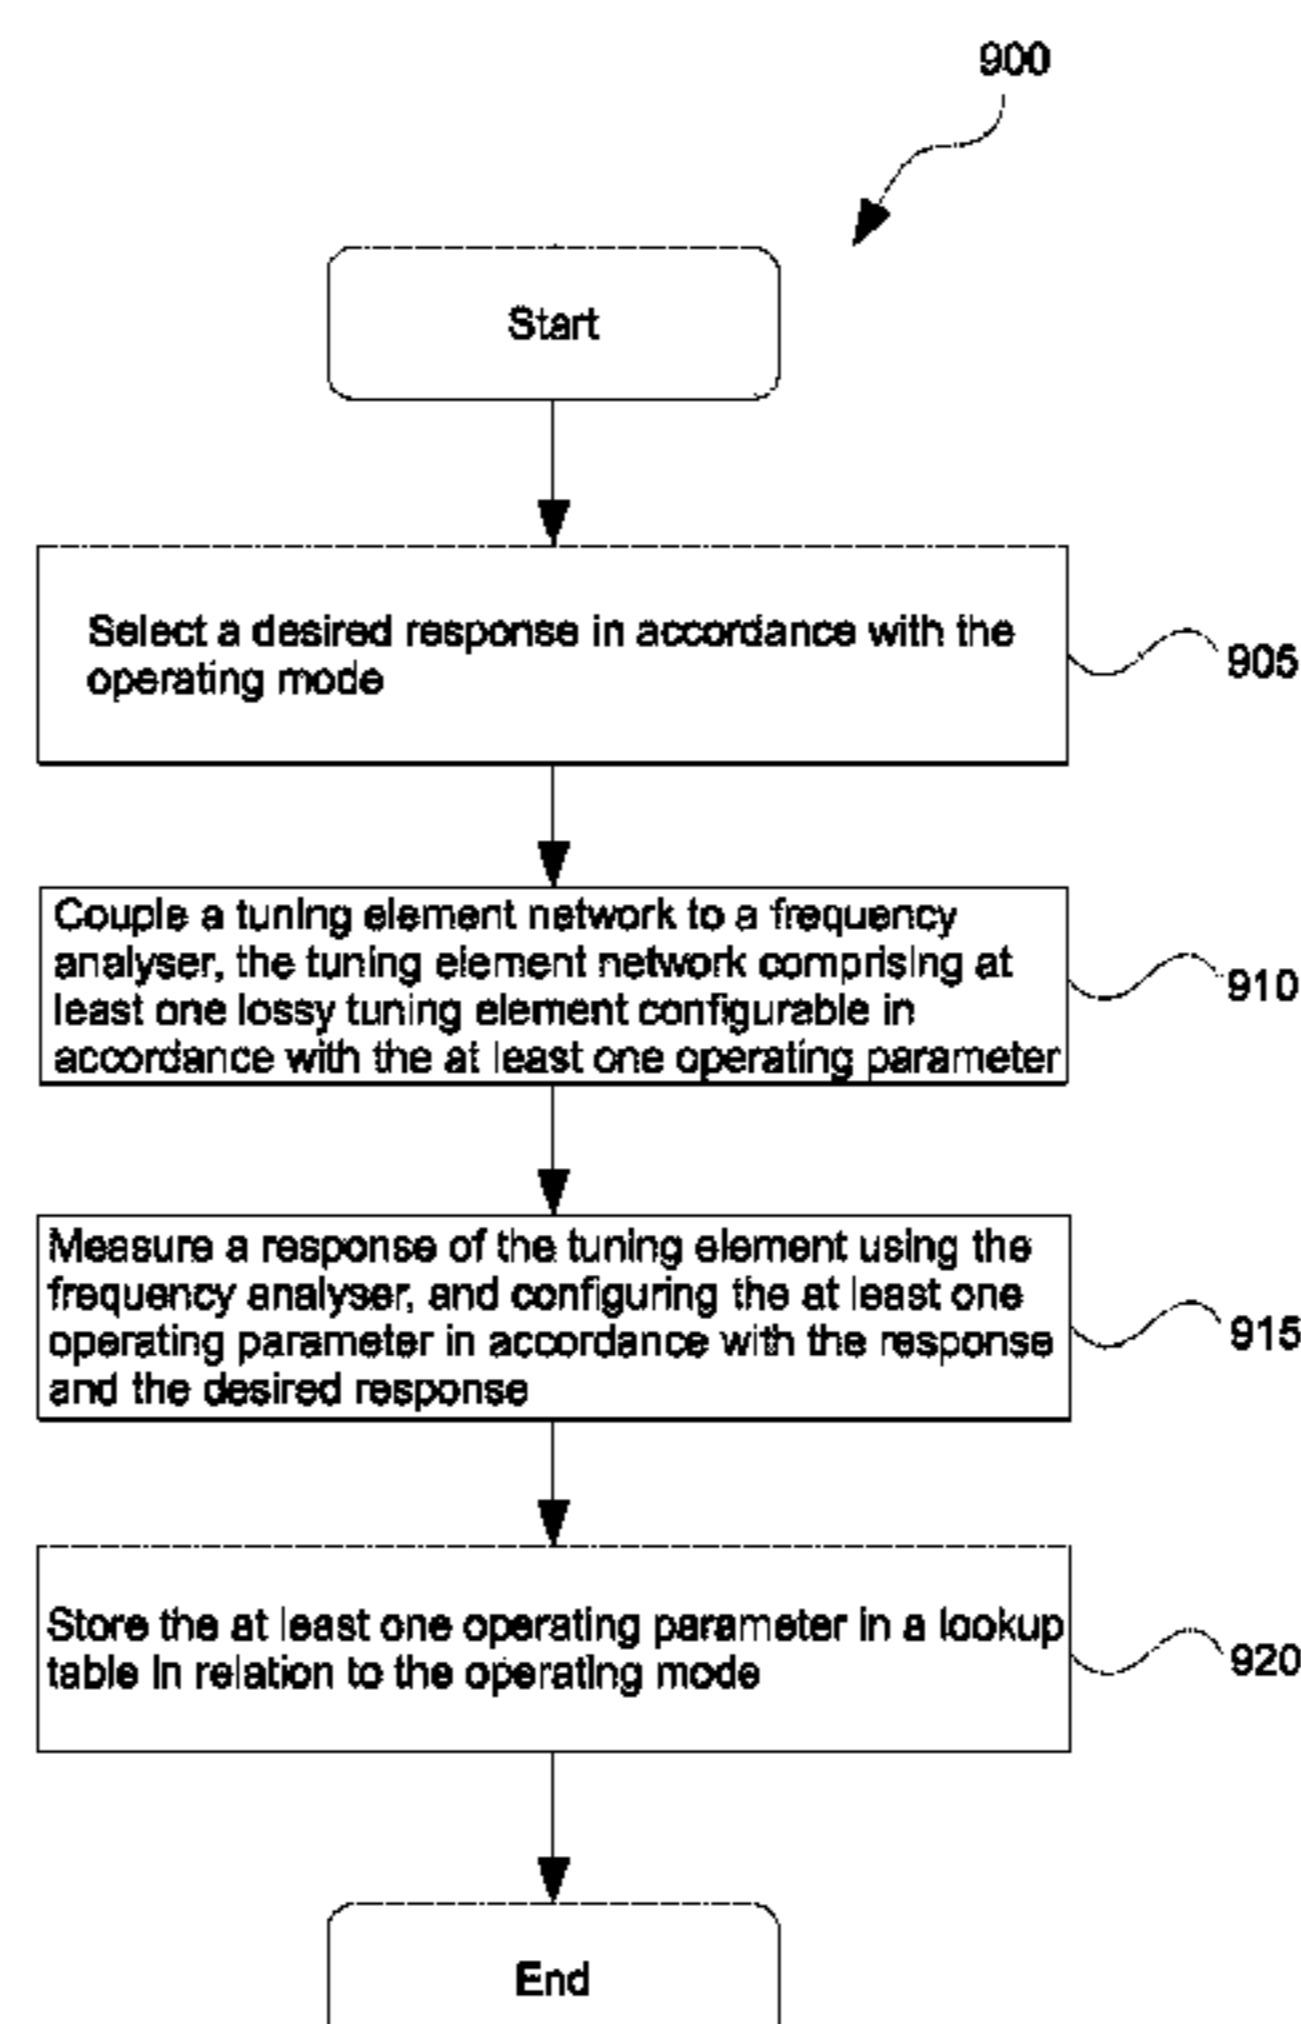 900
Start
Select a desired response in accordance with the
operating mode
905
Couple a tuning element network to a frequency
analyser, the tuning element network comprising at
least one lossy tuning element configurable in
accordance with the at least one operating parameter
910
Measure a response of the tuning element using the
frequency analyser, and configuring the at least one
operating parameter in accordance with the response
and the desired response
915
Store the at least one operating parameter in a lookup
table in relation to the operating mode
920
End